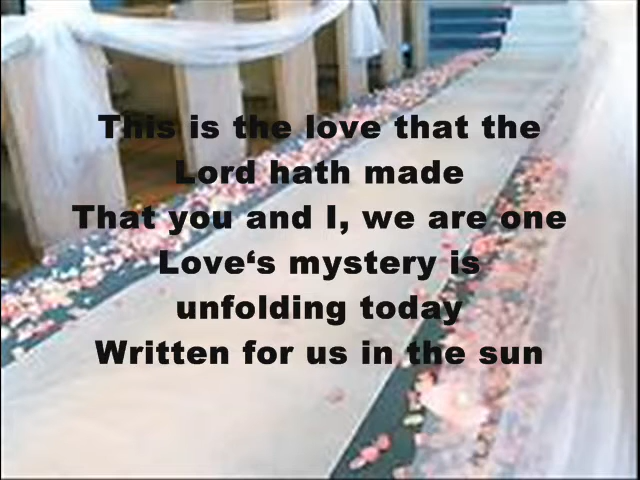 This is the love that the
Lord hath made
That you and I, we are one
Love‘s mystery is
unfolding today
Written for us in the sun